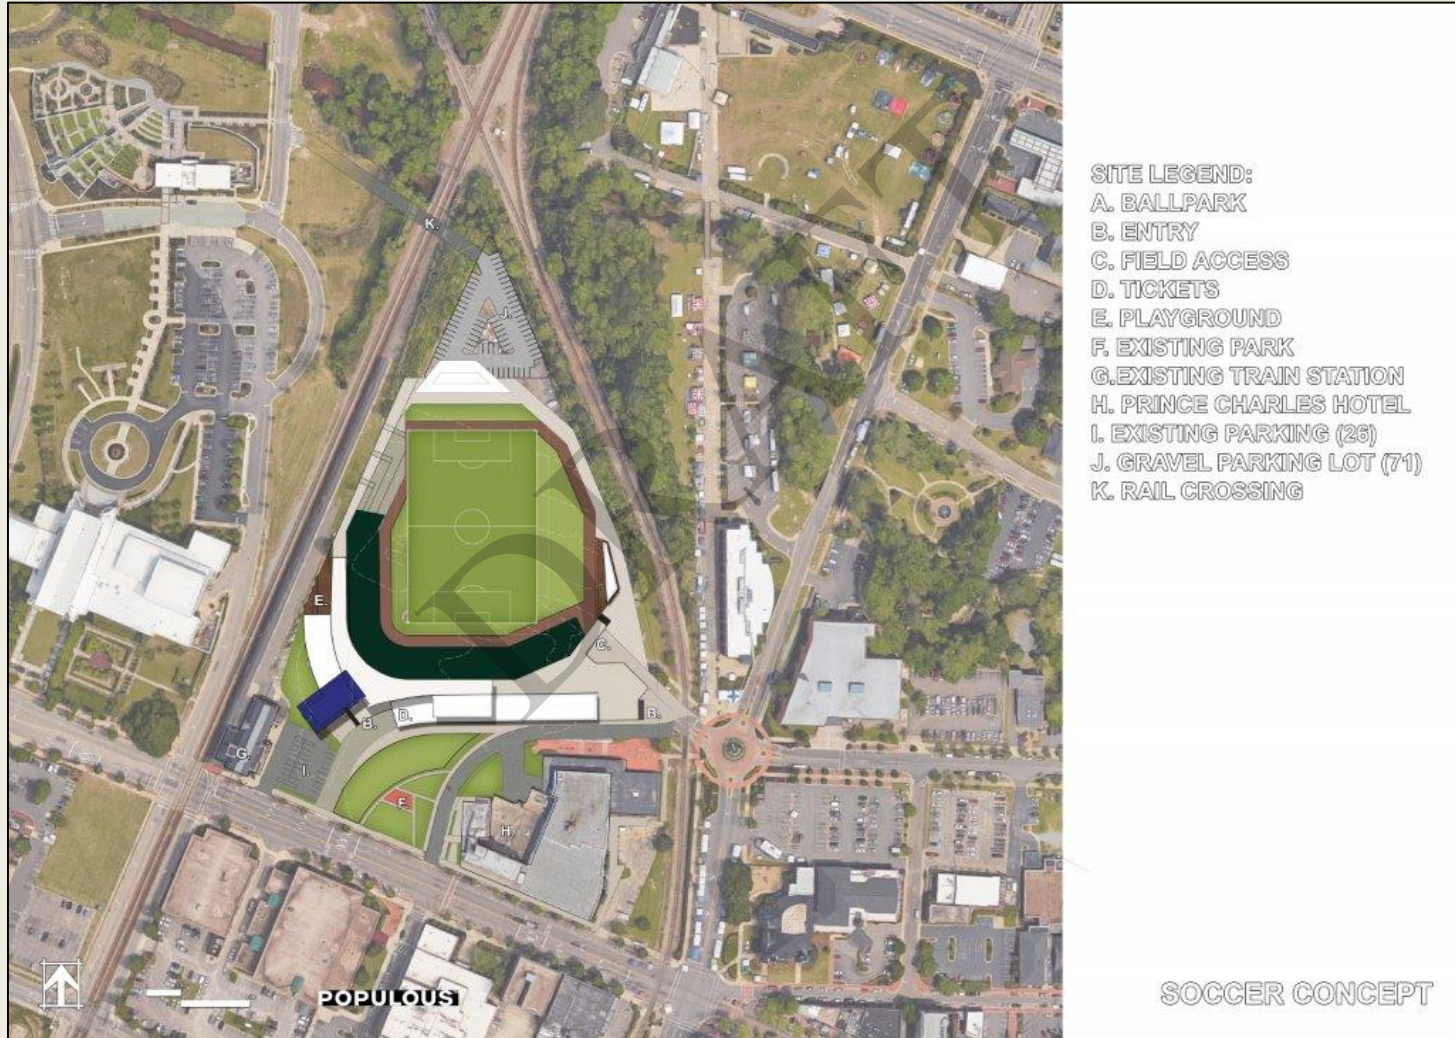 SITE LEGEND:
A. BALLPARK
B. ENTRY
C. FIELD ACCESS
D. TICKETS
E. PLAYGROUND
F. EXISTING PARK
G.EXISTING TRAIN STATION
H. PRINCE CHARLES HOTEL
I. EXISTING PARKING (26)
J. GRAVEL PARKING LOT (71)
K. RAIL CROSSING
K.
J.
E.
C.
B.
D.
B.
G.
I.
F.
H.
DRAFT
POPULOUS
SOCCER CONCEPT